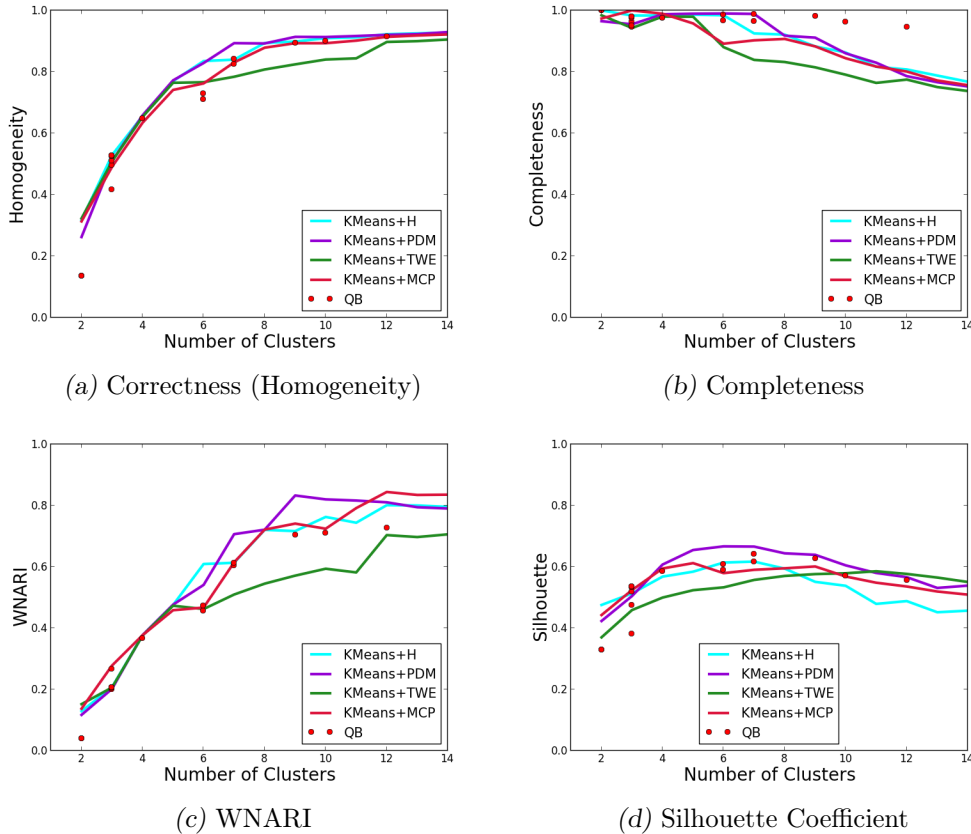 1.0
0.8
0.6
0.4
0.2
0.0
Homogeneity
2 4 6 8 10 12 14
Number of Clusters
KMeans+H
KMeans+PDM
KMeans+TWE
KMeans+MCP
QB
(a) Correctness (Homogeneity)
1.0
0.8
0.6
0.4
0.2
0.0
Completeness
2 4 6 8 10 12 14
Number of Clusters
KMeans+H
KMeans+PDM
KMeans+TWE
KMeans+MCP
QB
(b) Completeness
1.0
0.8
0.6
0.4
0.2
0.0
WNARI
2 4 6 8 10 12 14
Number of Clusters
KMeans+H
KMeans+PDM
KMeans+TWE
KMeans+MCP
QB
(c) WNARI
1.0
0.8
0.6
0.4
0.2
0.0
Silhouette
2 4 6 8 10 12 14
Number of Clusters
KMeans+H
KMeans+PDM
KMeans+TWE
KMeans+MCP
QB
(d) Silhouette Coefficient